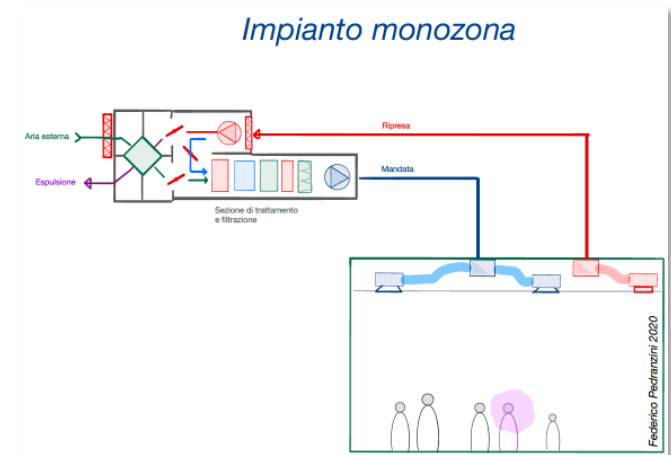 Impianto monozona
Aria esterna
Ripresa
Espulsione
Mandata
Sezione di trattamento
e filtrazione
Federico Pedranzini 2020